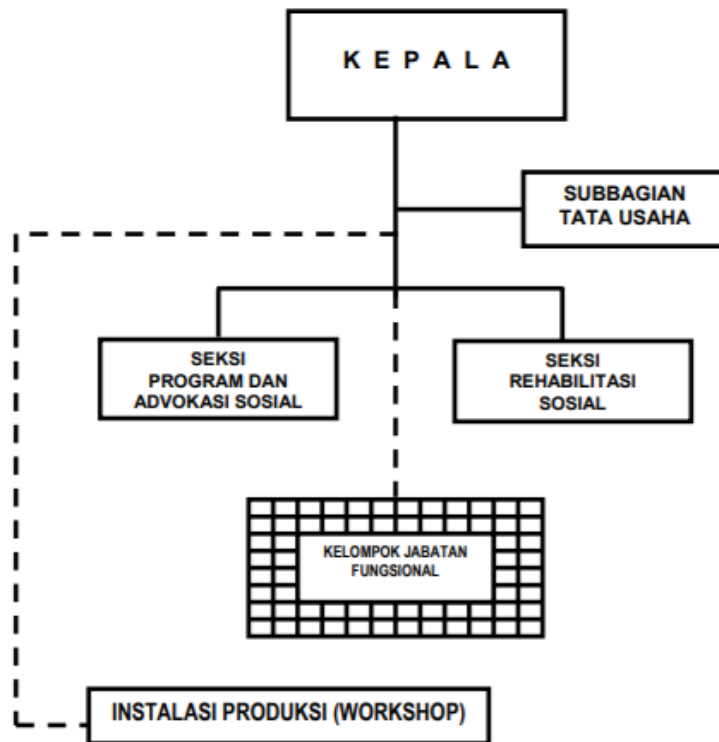 K E P A L A
SUBBAGIAN
TATA USAHA
SEKSI
PROGRAM DAN
ADVOKASI SOSIAL
SEKSI
REHABILITASI
SOSIAL
KELOMPOK JABATAN
FUNGSIONAL
INSTALASI PRODUKSI (WORKSHOP)